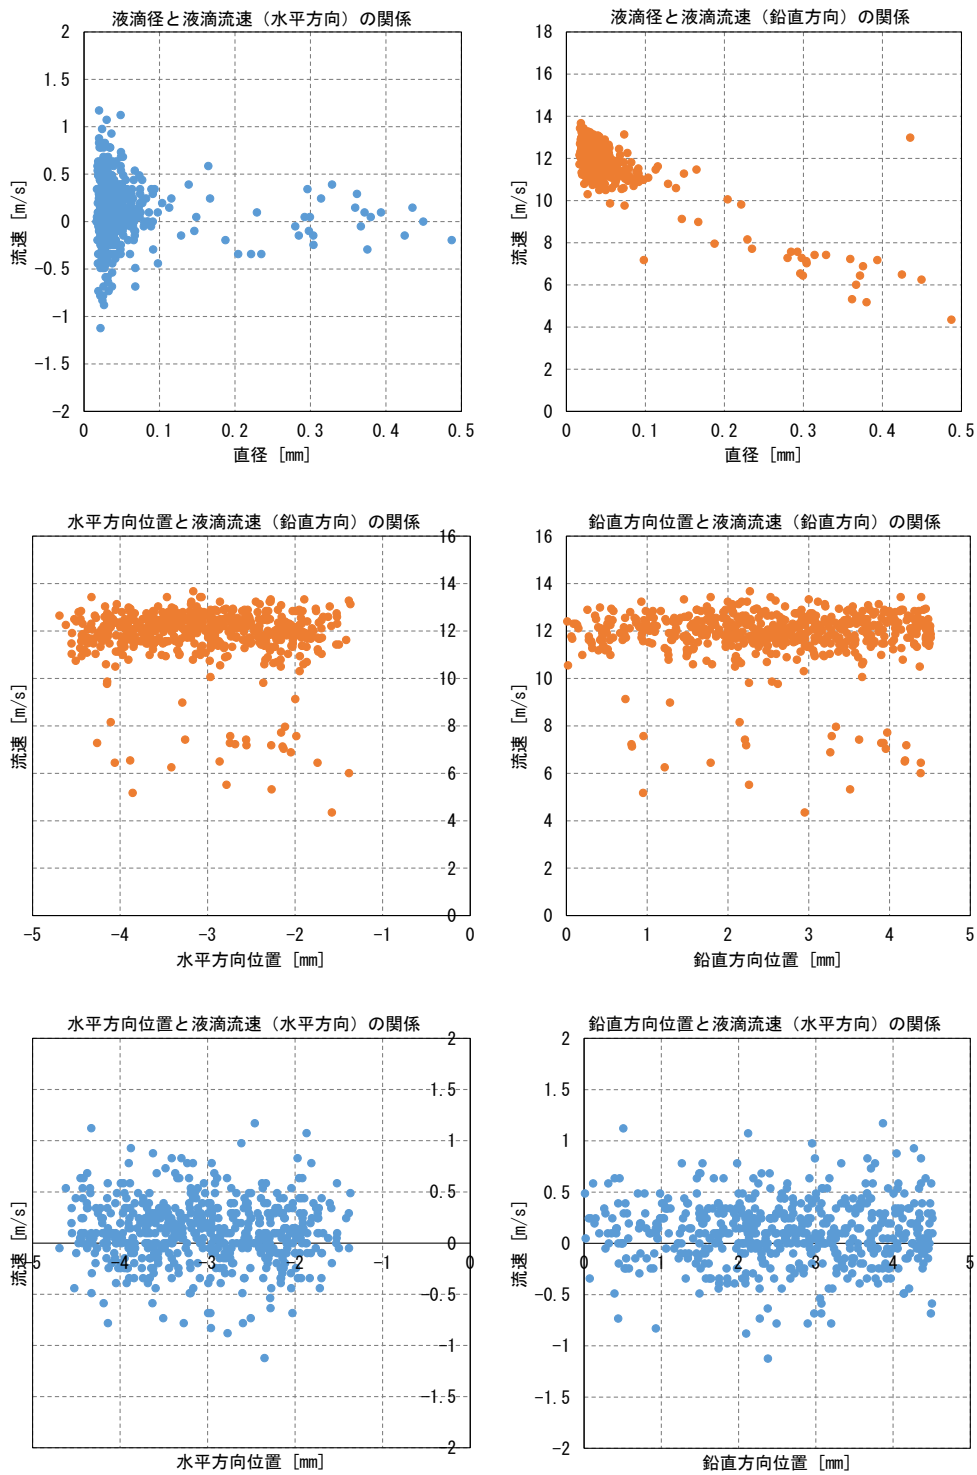 液滴径と液滴流速（水平方向）の関係
2
1.5
1
0.5
0
-0.5
-1
-1.5
-2
流速 [m/s]
0 0.1 0.2 0.3 0.4 0.5
直径 [mm]
液滴径と液滴流速（鉛直方向）の関係
18
16
14
12
10
8
6
4
2
0
流速 [m/s]
0 0.1 0.2 0.3 0.4 0.5
直径 [mm]
水平方向位置と液滴流速（鉛直方向）の関係
16
14
12
10
8
6
4
2
0
流速 [m/s]
-5 -4 -3 -2 -1 0
水平方向位置 [mm]
鉛直方向位置と液滴流速（鉛直方向）の関係
16
14
12
10
8
6
4
2
0
流速 [m/s]
0 1 2 3 4 5
鉛直方向位置 [mm]
水平方向位置と液滴流速（水平方向）の関係
2
1.5
1
0.5
0
-0.5
-1
-1.5
-2
流速 [m/s]
-5 -4 -3 -2 -1 0
水平方向位置 [mm]
鉛直方向位置と液滴流速（水平方向）の関係
2
1.5
1
0.5
0
-0.5
-1
-1.5
-2
流速 [m/s]
0 1 2 3 4 5
鉛直方向位置 [mm]